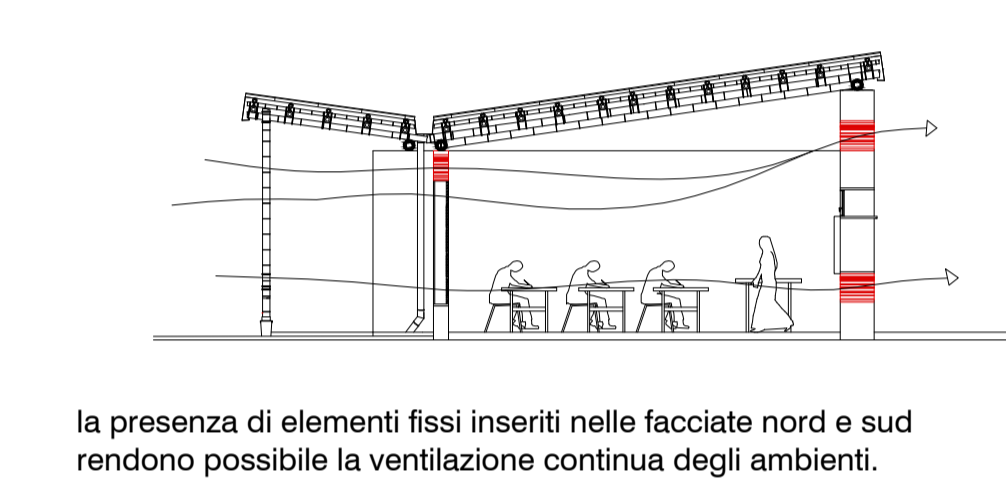 la presenza di elementi fissi inseriti nelle facciate nord e sud
rendono possibile la ventilazione continua degli ambienti.